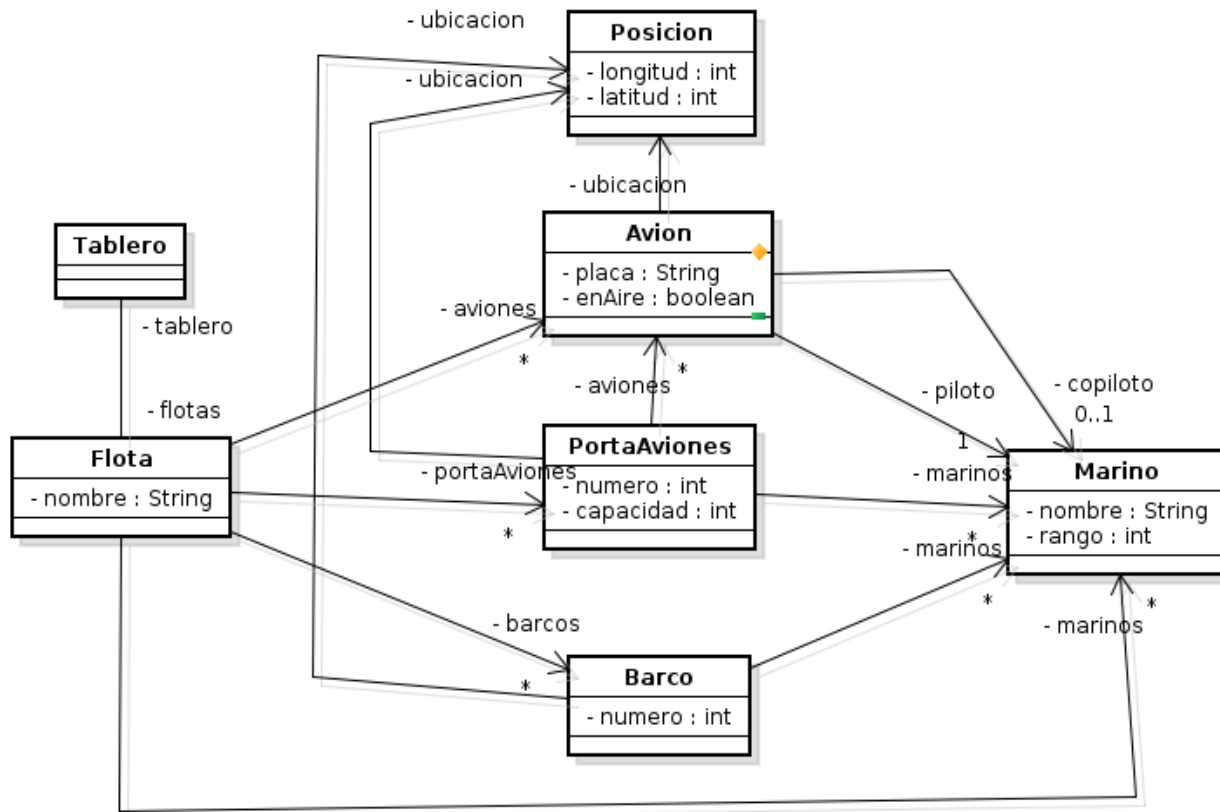 - ubicacion
Posicion
- longitud : int
- latitud : int
- ubicacion
- ubicacion
Tablero
Avion
- placa : String
- enAire : boolean
- tablero
- aviones
*
*
- aviones
- piloto
- copiloto
0..1
- flotas
1
Flota
- nombre : String
PortaAviones
- numero : int
- capacidad : int
- portaAviones
*
- marinos
*
Marino
- nombre : String
- rango : int
- marinos
*
- barcos
*
Barco
- numero : int
- marinos
*